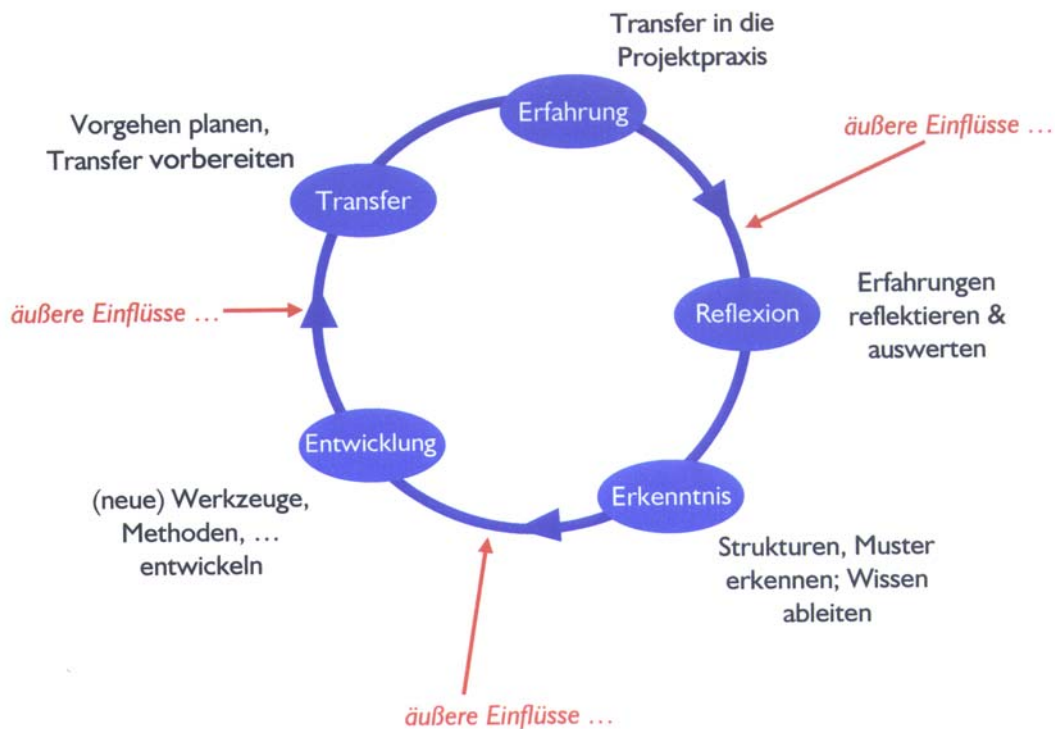 Transfer in die
Projektpraxis
Erfahrung
äußere Einflüsse …
Reflexion
Erfahrungen
reflektieren &
auswerten
Erkenntnis
Strukturen, Muster
erkennen; Wissen
ableiten
äußere Einflüsse …
Entwicklung
(neue) Werkzeuge,
Methoden, …
entwickeln
äußere Einflüsse …
Transfer
Vorgehen planen,
Transfer vorbereiten